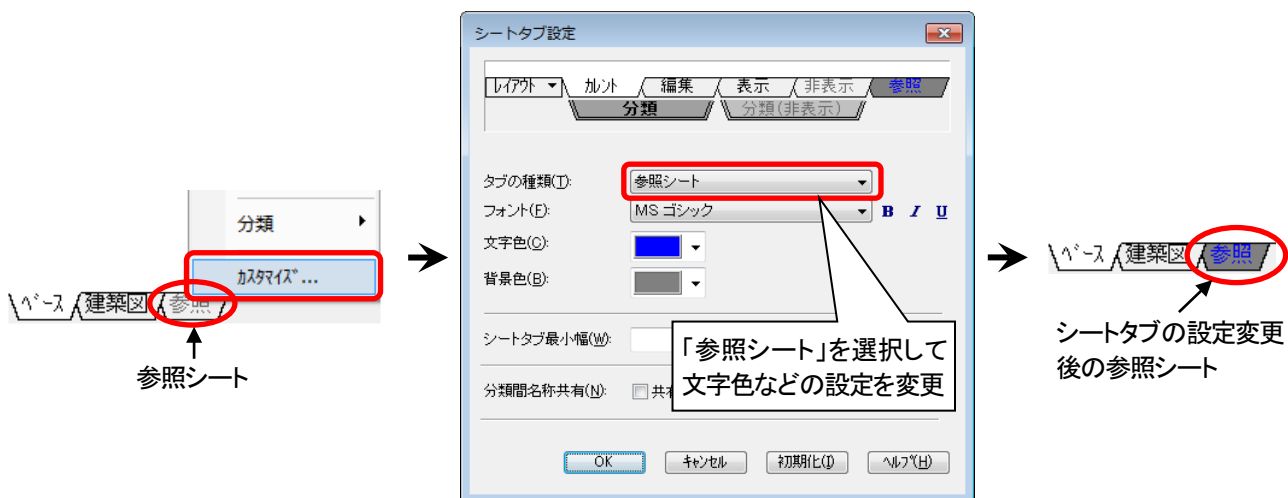 分類
ｶｽﾀﾏｲｽﾞ...
ﾍﾞｰｽ 建築図 参照
参照シート
シートタブ設定
ﾚｲｱｳﾄ ｶﾚﾝﾄ 編集 表示 非表示 参照
分類 分類(非表示)
タブの種類(T): 参照シート
フォント(F): MS ゴシック B I U
文字色(C):
背景色(B):
シートタブ最小幅(W):
分類間名称共有(N):
「参照シート」を選択して
文字色などの設定を変更
OK ｷｬﾝｾﾙ 初期化(I) ﾍﾙﾌﾟ(H)
ﾍﾞｰｽ 建築図 参照
シートタブの設定変更
後の参照シート